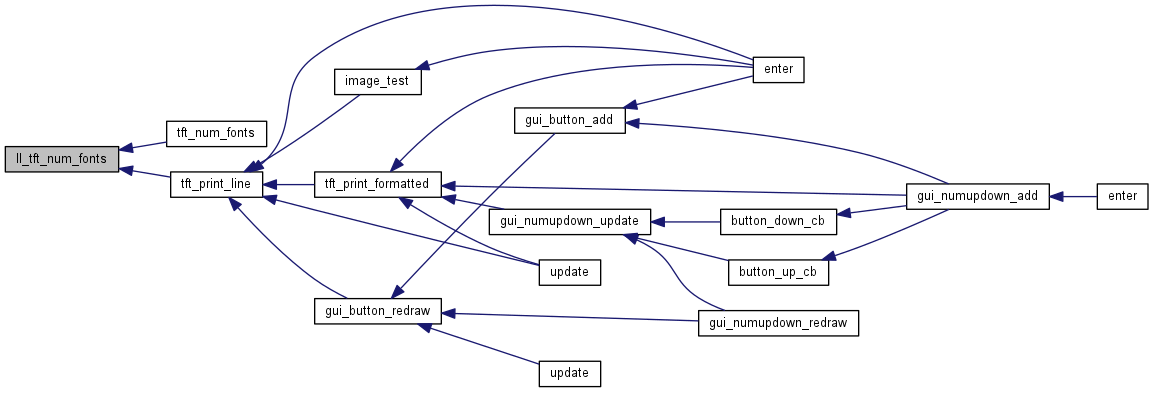 ll_tft_num_fonts
tft_num_fonts
tft_print_line
image_test
tft_print_formatted
gui_button_redraw
gui_button_add
gui_numupdown_update
update
update
enter
button_down_cb
button_up_cb
gui_numupdown_redraw
gui_numupdown_add
enter